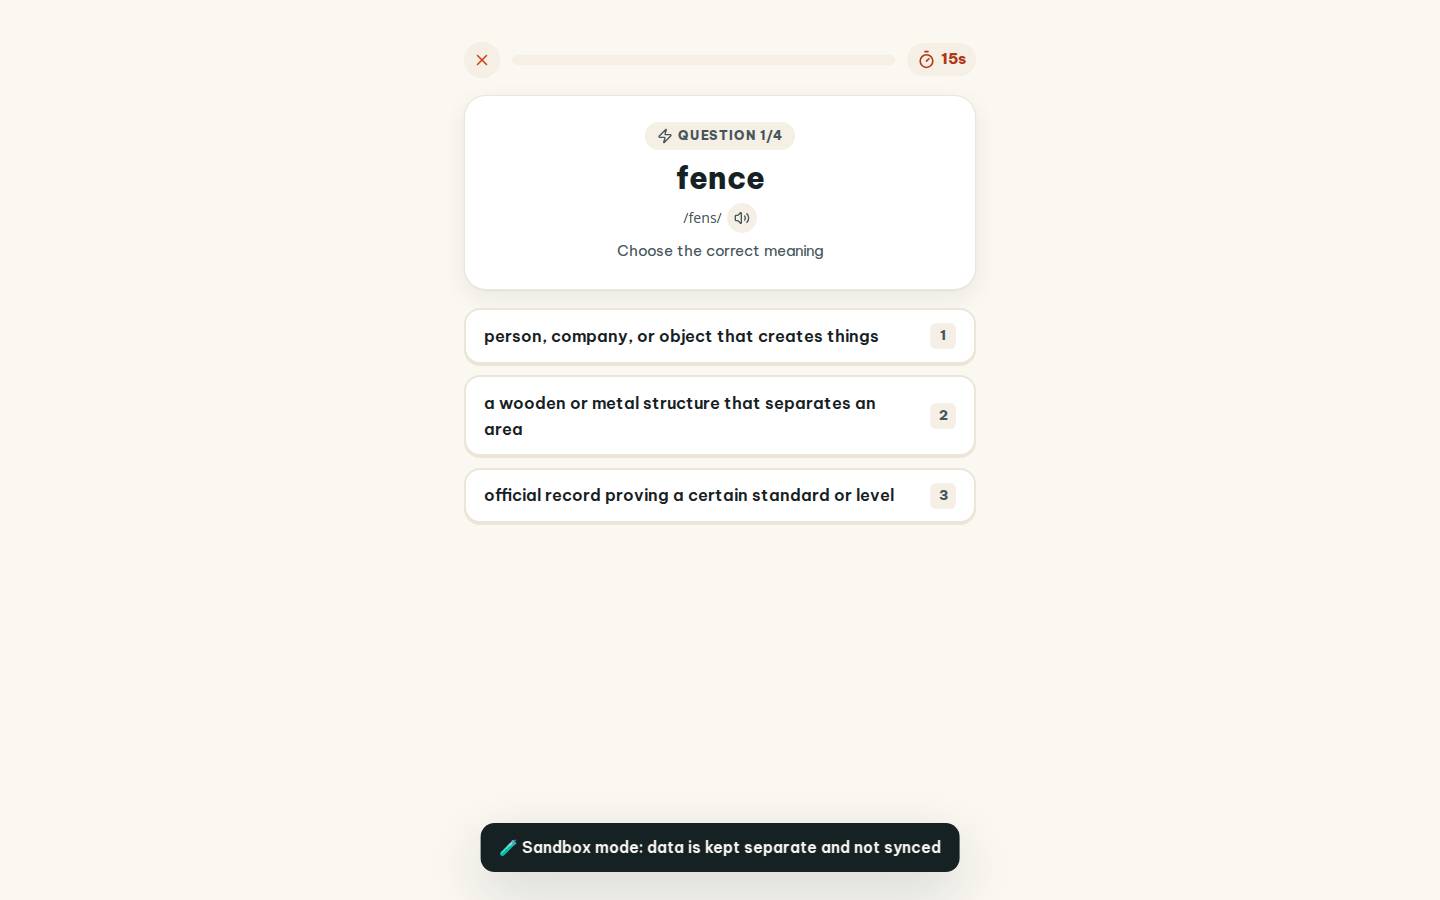 15s
QUESTION 1/4
fence
/fens/
Choose the correct meaning
person, company, or object that creates things 1
a wooden or metal structure that separates an
area 2
official record proving a certain standard or level 3
🧪 Sandbox mode: data is kept separate and not synced